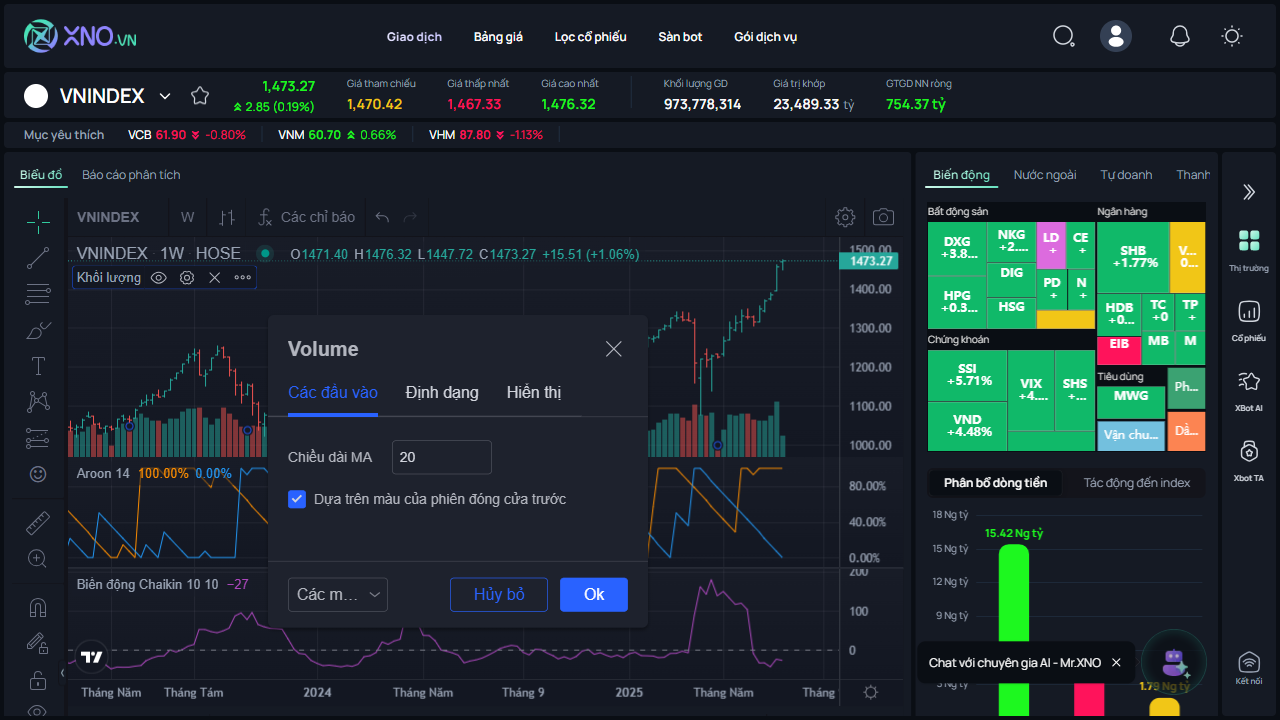 XNO.VN
Giao dịch
Bảng giá
Lọc cổ phiếu
Sàn bot
Gói dịch vụ
VNINDEX
1,473.27
2.85 (0.19%)
Giá tham chiếu
1,470.42
Giá thấp nhất
1,467.33
Giá cao nhất
1,476.32
Khối lượng GD
973,778,314
Giá trị khớp
23,489.33 tỷ
GTGD NN ròng
754.37 tỷ
Mục yêu thích
VCB 61.90 -0.80%
VNM 60.70 0.66%
VHM 87.80 -1.13%
Biểu đồ
Báo cáo phân tích
VNINDEX
W
Các chỉ báo
VNINDEX · 1W · HOSE
O1471.40 H1476.32 L1447.72 C1473.27 +15.51 (+1.06%)
Khối lượng
1500.00
1473.27
1400.00
1300.00
1200.00
1100.00
1000.00
Volume
Các đầu vào
Định dạng
Hiển thị
Chiều dài MA
20
Dựa trên màu của phiên đóng cửa trước
Các m...
Hủy bỏ
Ok
Aroon 14 100.00% 0.00%
80.00%
40.00%
0.00%
Biên động Chaikin 10 10 −27
200
100
0
Tháng Năm
Tháng Tám
2024
Tháng Năm
Tháng 9
2025
Tháng Năm
Tháng
Biến động
Nước ngoài
Tự doanh
Thanh
Bất động sản
DXG
+3.8...
NKG
+2....
LD
+
CE
+
DIG
HPG
+0.3...
HSG
PD
+
N
+
Ngân hàng
SHB
+1.77%
V...
0...
HDB
+0...
TC
+0
TP
+
EIB
MB
M
Chứng khoán
SSI
+5.71%
VIX
+4....
SHS
+...
VND
+4.48%
Tiêu dùng
MWG
Ph...
Vận chu...
Dầ...
Phân bổ dòng tiền
Tác động đến index
18 Ng tỷ
15.42 Ng tỷ
15 Ng tỷ
12 Ng tỷ
9 Ng tỷ
Chat với chuyên gia AI - Mr.XNO
3 Ng tỷ
1.79 Ng tỷ
Thị trường
Cổ phiếu
XBot AI
Xbot TA
Kết nối